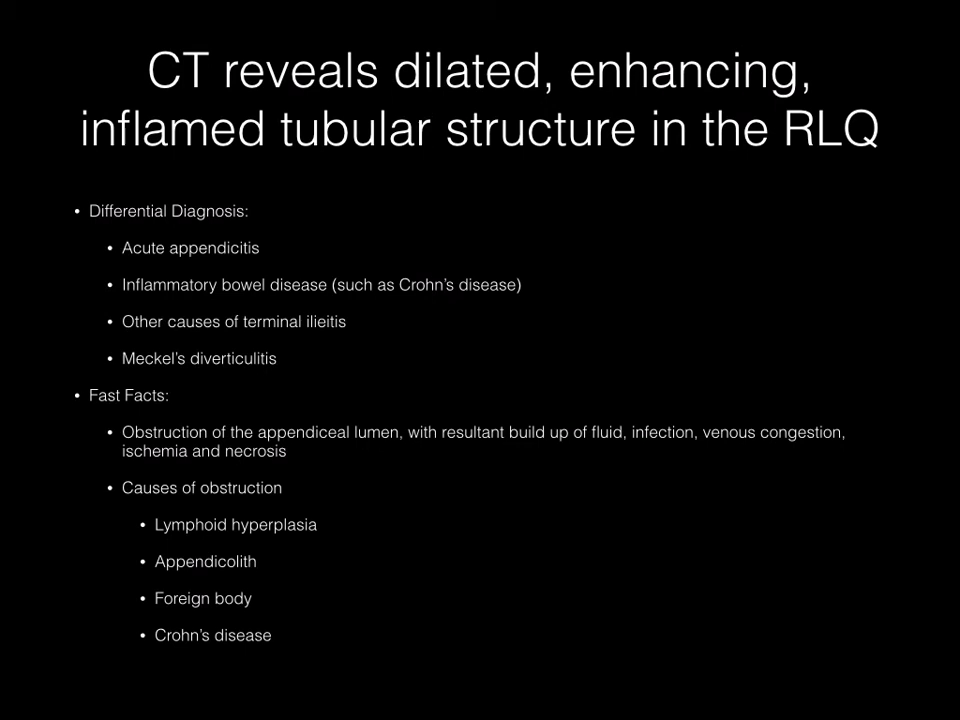 CT reveals dilated, enhancing,
inflamed tubular structure in the RLQ
• Differential Diagnosis:
• Acute appendicitis
• Inflammatory bowel disease (such as Crohn’s disease)
• Other causes of terminal ilieitis
• Meckel’s diverticulitis
• Fast Facts:
• Obstruction of the appendiceal lumen, with resultant build up of fluid, infection, venous congestion,
ischemia and necrosis
• Causes of obstruction
• Lymphoid hyperplasia
• Appendicolith
• Foreign body
• Crohn’s disease